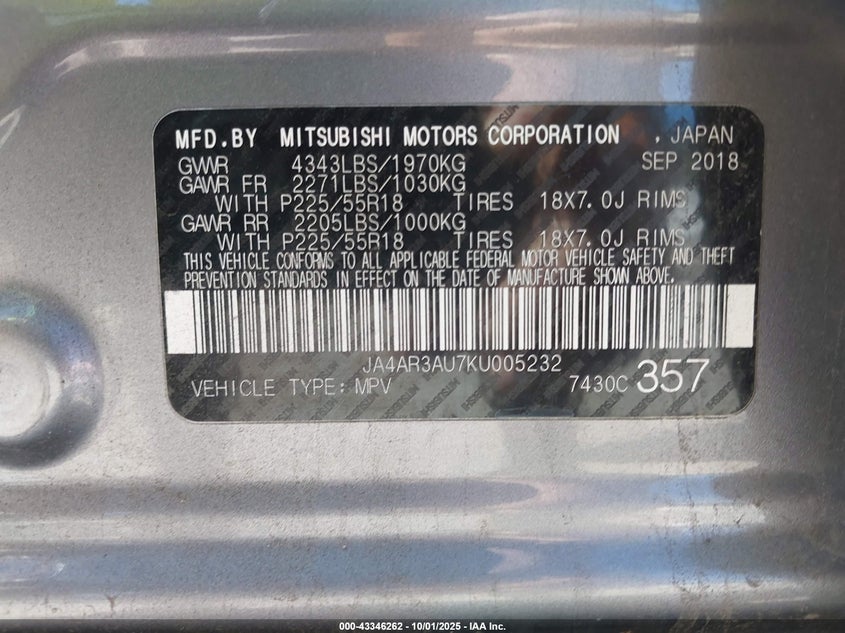 MFD.BY MITSUBISHI MOTORS CORPORATION , JAPAN
GVWR 4343LBS/1970KG SEP 2018
GAWR FR 2271LBS/1030KG
WITH P225/55R18 TIRES 18X7.0J RIMS
GAWR RR 2205LBS/1000KG
WITH P225/55R18 TIRES 18X7.0J RIMS
THIS VEHICLE CONFORMS TO ALL APPLICABLE FEDERAL MOTOR VEHICLE SAFETY AND THEFT
PREVENTION STANDARDS IN EFFECT ON THE DATE OF MANUFACTURE SHOWN ABOVE.
JA4AR3AU7KU005232
VEHICLE TYPE: MPV 7430C 357
000-43346262 - 10/01/2025 - IAA Inc.